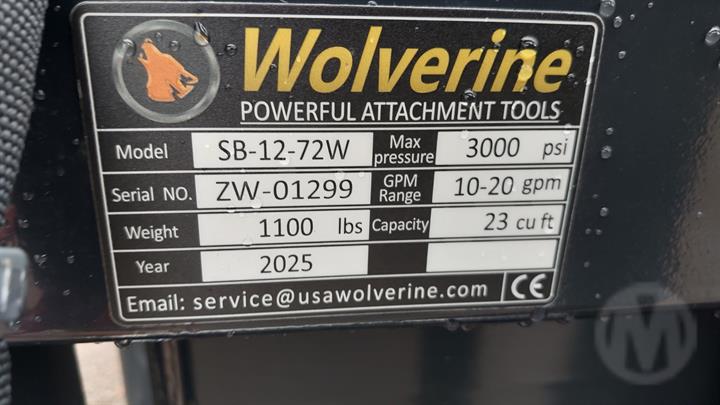 Wolverine
POWERFUL ATTACHMENT TOOLS
Model SB-12-72W Max pressure 3000 psi
Serial NO. ZW-01299 GPM Range 10-20 gpm
Weight 1100 lbs Capacity 23 cu ft
Year 2025
Email: service@usawolverine.com CE
M